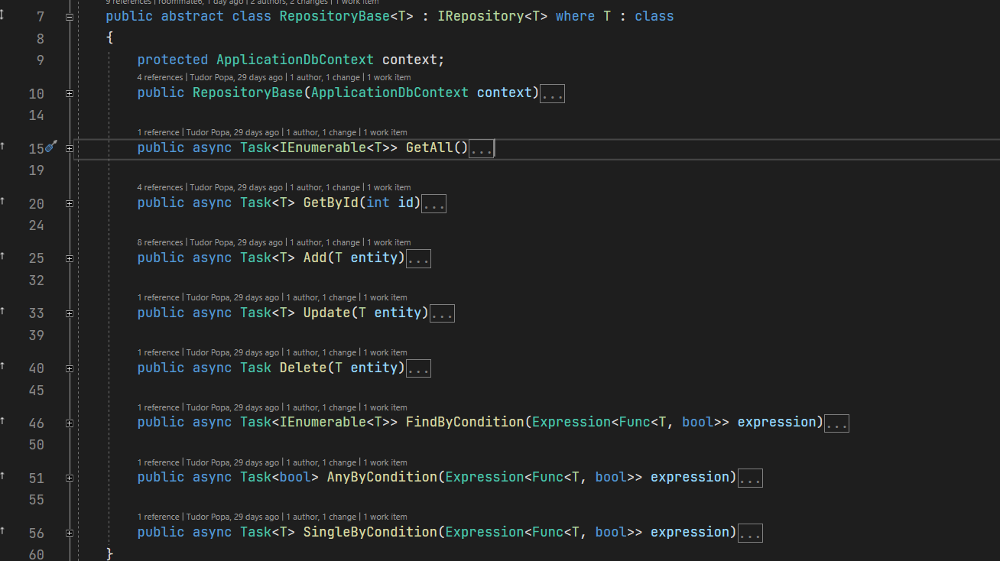 9 references | roommate6, 1 day ago | 2 authors, 2 changes | 1 work item
7 public abstract class RepositoryBase<T> : IRepository<T> where T : class
8 {
9 protected ApplicationDbContext context;
4 references | Tudor Popa, 29 days ago | 1 author, 1 change | 1 work item
10 public RepositoryBase(ApplicationDbContext context)...
14
1 reference | Tudor Popa, 29 days ago | 1 author, 1 change | 1 work item
15 public async Task<IEnumerable<T>> GetAll()...
19
4 references | Tudor Popa, 29 days ago | 1 author, 1 change | 1 work item
20 public async Task<T> GetById(int id)...
24
8 references | Tudor Popa, 29 days ago | 1 author, 1 change | 1 work item
25 public async Task<T> Add(T entity)...
32
1 reference | Tudor Popa, 29 days ago | 1 author, 1 change | 1 work item
33 public async Task<T> Update(T entity)...
39
1 reference | Tudor Popa, 29 days ago | 1 author, 1 change | 1 work item
40 public async Task Delete(T entity)...
45
1 reference | Tudor Popa, 29 days ago | 1 author, 1 change | 1 work item
46 public async Task<IEnumerable<T>> FindByCondition(Expression<Func<T, bool>> expression)...
50
1 reference | Tudor Popa, 29 days ago | 1 author, 1 change | 1 work item
51 public async Task<bool> AnyByCondition(Expression<Func<T, bool>> expression)...
55
1 reference | Tudor Popa, 29 days ago | 1 author, 1 change | 1 work item
56 public async Task<T> SingleByCondition(Expression<Func<T, bool>> expression)...
60 }